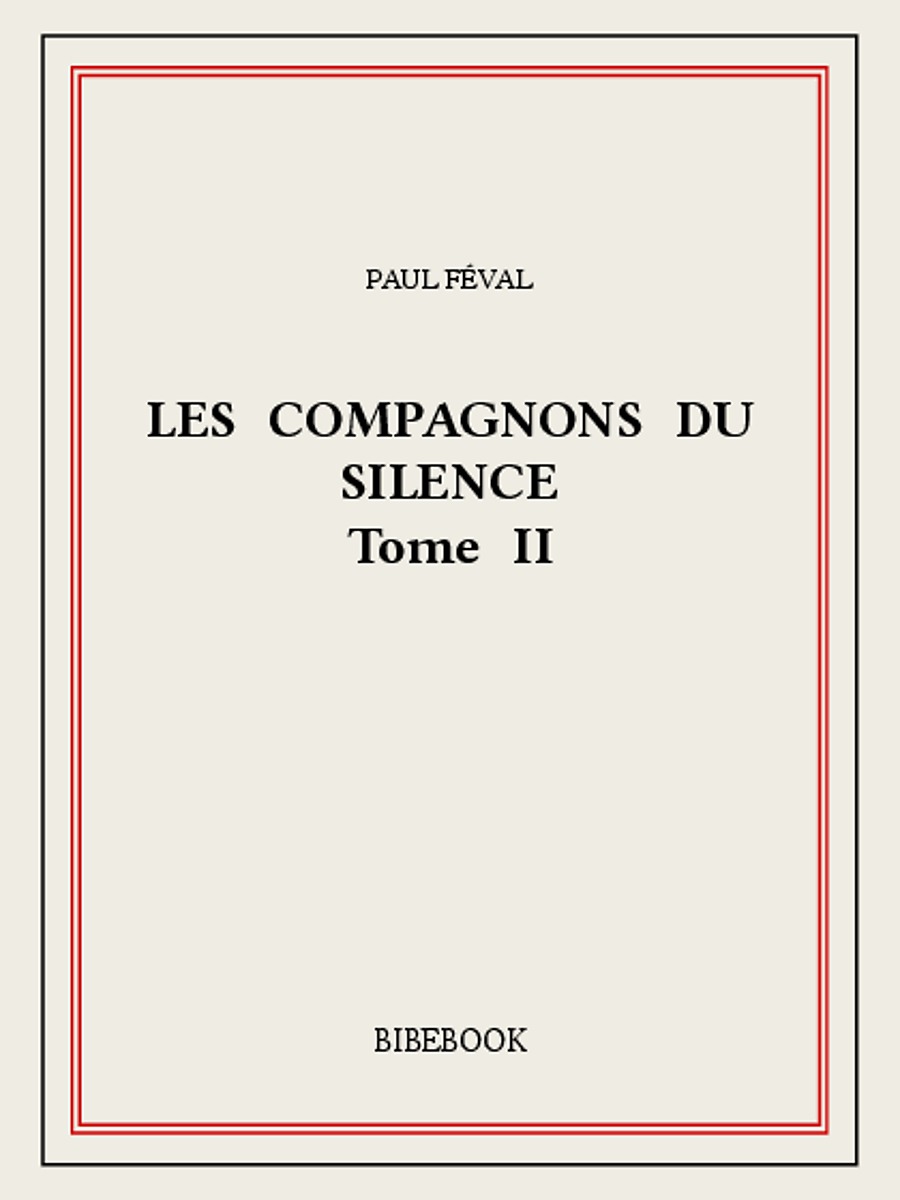 PAUL FÉVAL
LES COMPAGNONS DU
SILENCE
Tome II
BIBEBOOK